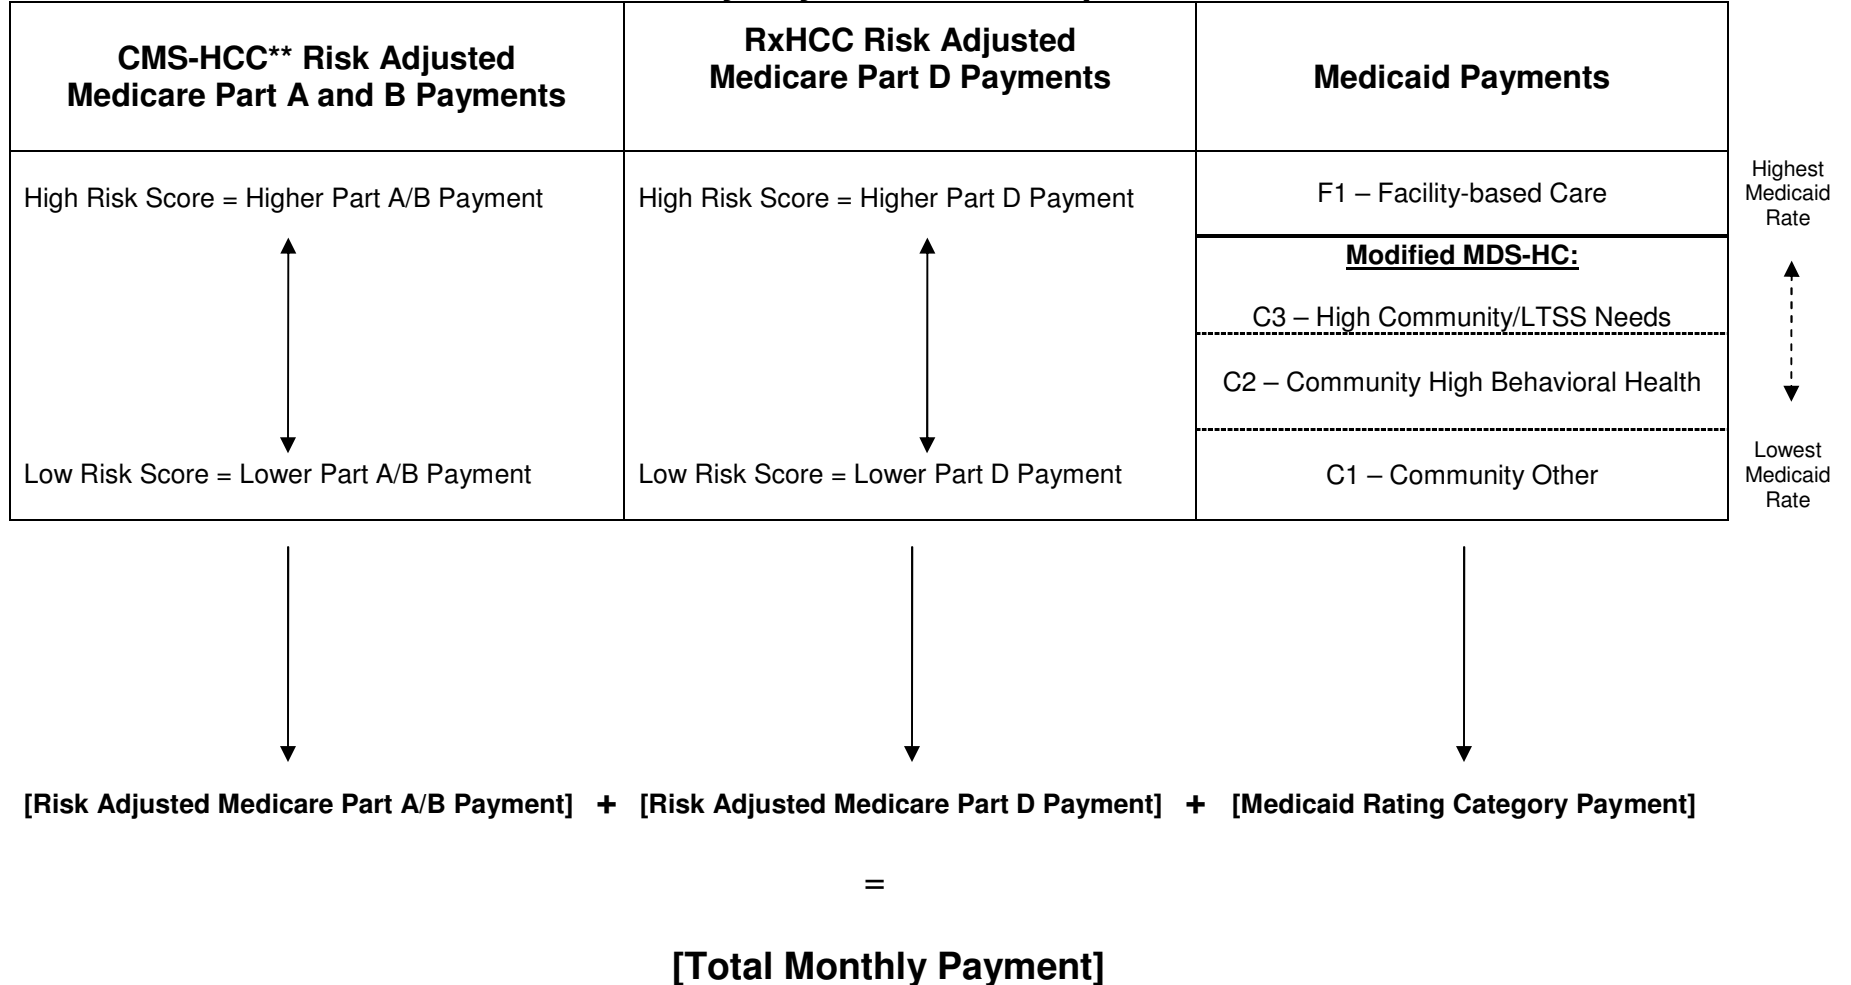 CMS-HCC** Risk Adjusted
Medicare Part A and B Payments
RxHCC Risk Adjusted
Medicare Part D Payments
Medicaid Payments
High Risk Score = Higher Part A/B Payment
Low Risk Score = Lower Part A/B Payment
High Risk Score = Higher Part D Payment
Low Risk Score = Lower Part D Payment
F1 – Facility-based Care
Modified MDS-HC:
C3 – High Community/LTSS Needs
C2 – Community High Behavioral Health
C1 – Community Other
Highest
Medicaid
Rate
Lowest
Medicaid
Rate
[Risk Adjusted Medicare Part A/B Payment] + [Risk Adjusted Medicare Part D Payment] + [Medicaid Rating Category Payment]
=
[Total Monthly Payment]